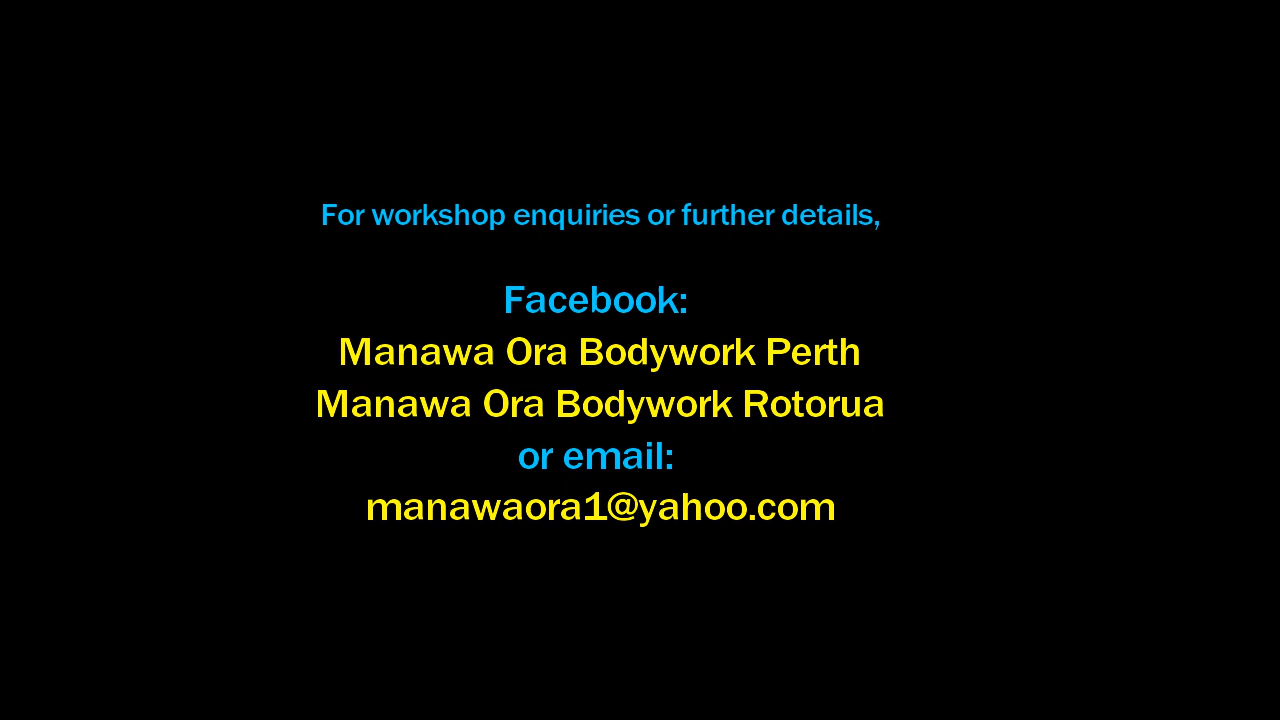 For workshop enquiries or further details,
Facebook:
Manawa Ora Bodywork Perth
Manawa Ora Bodywork Rotorua
or email:
manawaora1@yahoo.com